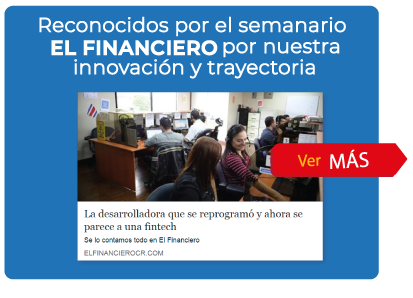 Reconocidos por el semanario
EL FINANCIERO por nuestra
innovación y trayectoria
Ver MÁS
La desarrolladora que se reprogramó y ahora se
parece a una fintech
Se lo contamos todo en El Financiero
ELFINANCIEROCR.COM